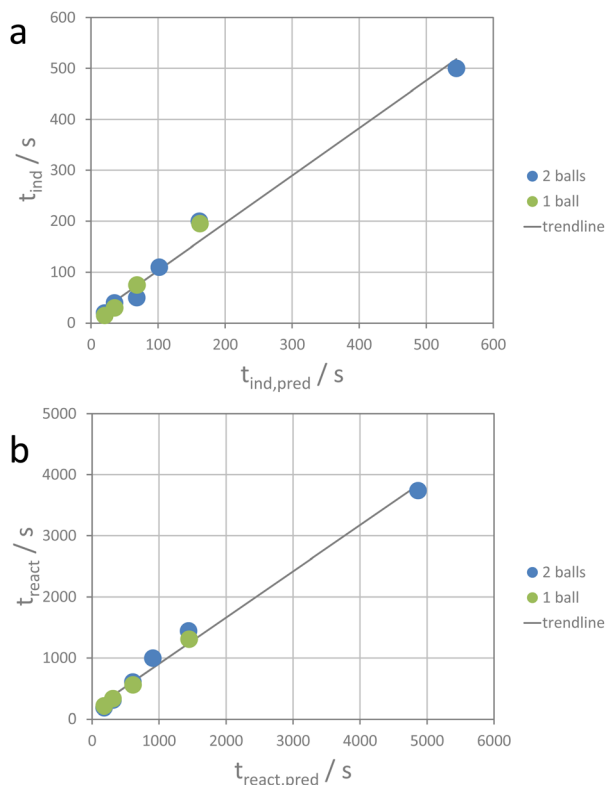 a
600
500
400
300
200
100
0
t_ind / s
0 100 200 300 400 500 600
t_ind,pred / s
2 balls
1 ball
trendline
b
5000
4000
3000
2000
1000
0
t_react / s
0 1000 2000 3000 4000 5000 6000
t_react,pred / s
2 balls
1 ball
trendline